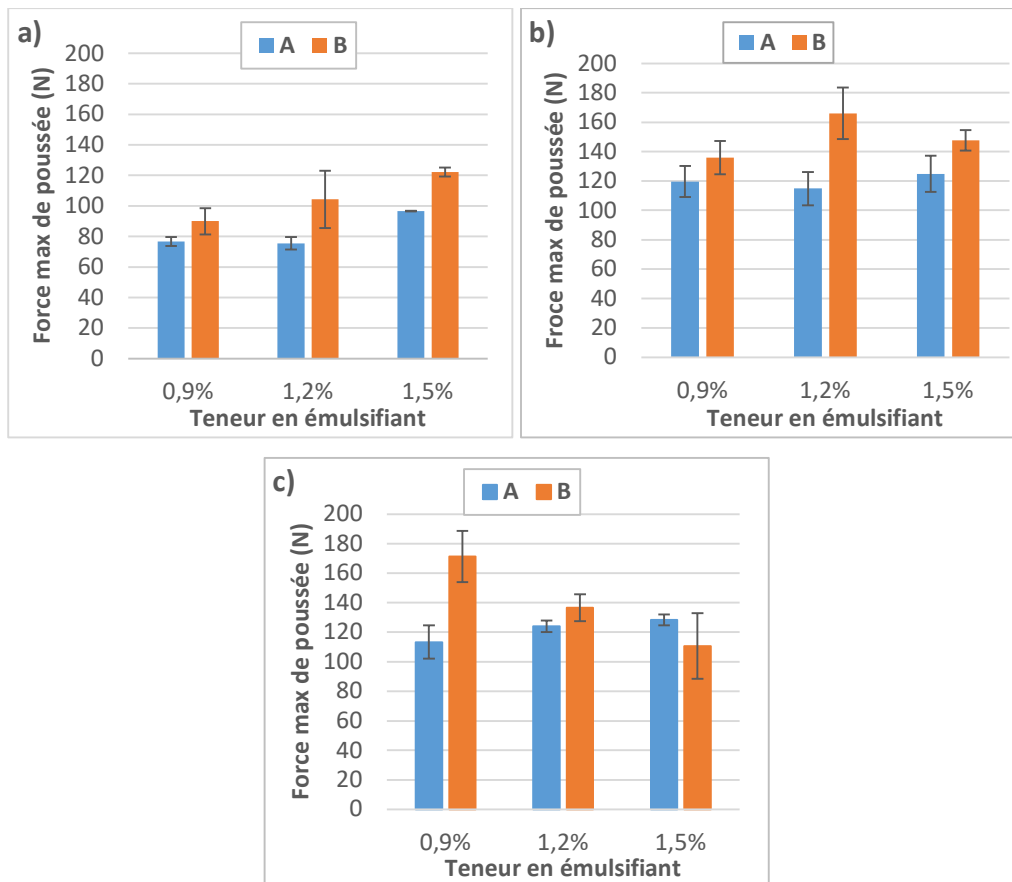 a)
A B
Force max de poussée (N)
200
180
160
140
120
100
80
60
40
20
0
0,9% 1,2% 1,5%
Teneur en émulsifiant
b)
A B
Froce max de poussée (N)
200
180
160
140
120
100
80
60
40
20
0
0,9% 1,2% 1,5%
Teneur en émulsifiant
c)
A B
Force max de poussée (N)
200
180
160
140
120
100
80
60
40
20
0
0,9% 1,2% 1,5%
Teneur en émulsifiant